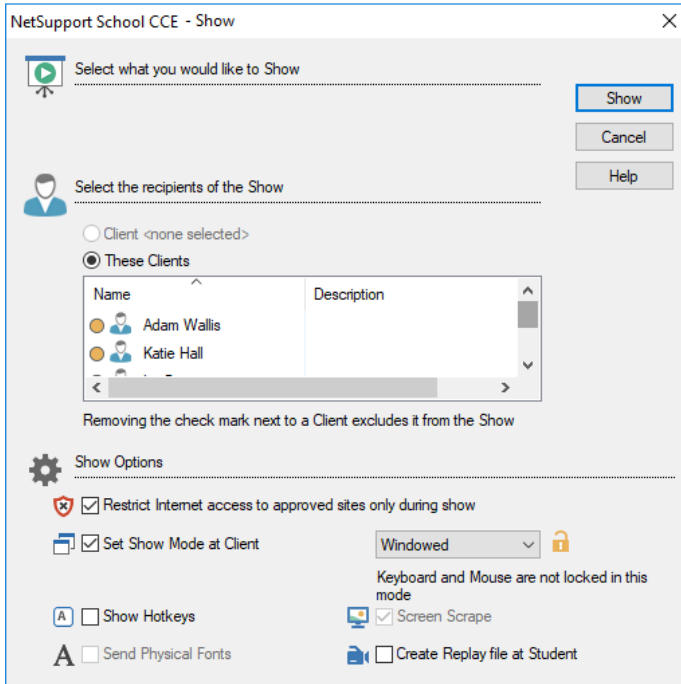 NetSupport School CCE - Show
Select what you would like to Show
Show
Cancel
Help
Select the recipients of the Show
Client <none selected>
These Clients
Name Description
Adam Wallis
Katie Hall
Removing the check mark next to a Client excludes it from the Show
Show Options
Restrict Internet access to approved sites only during show
Set Show Mode at Client Windowed
Keyboard and Mouse are not locked in this
mode
A Show Hotkeys Screen Scrape
A Send Physical Fonts Create Replay file at Student